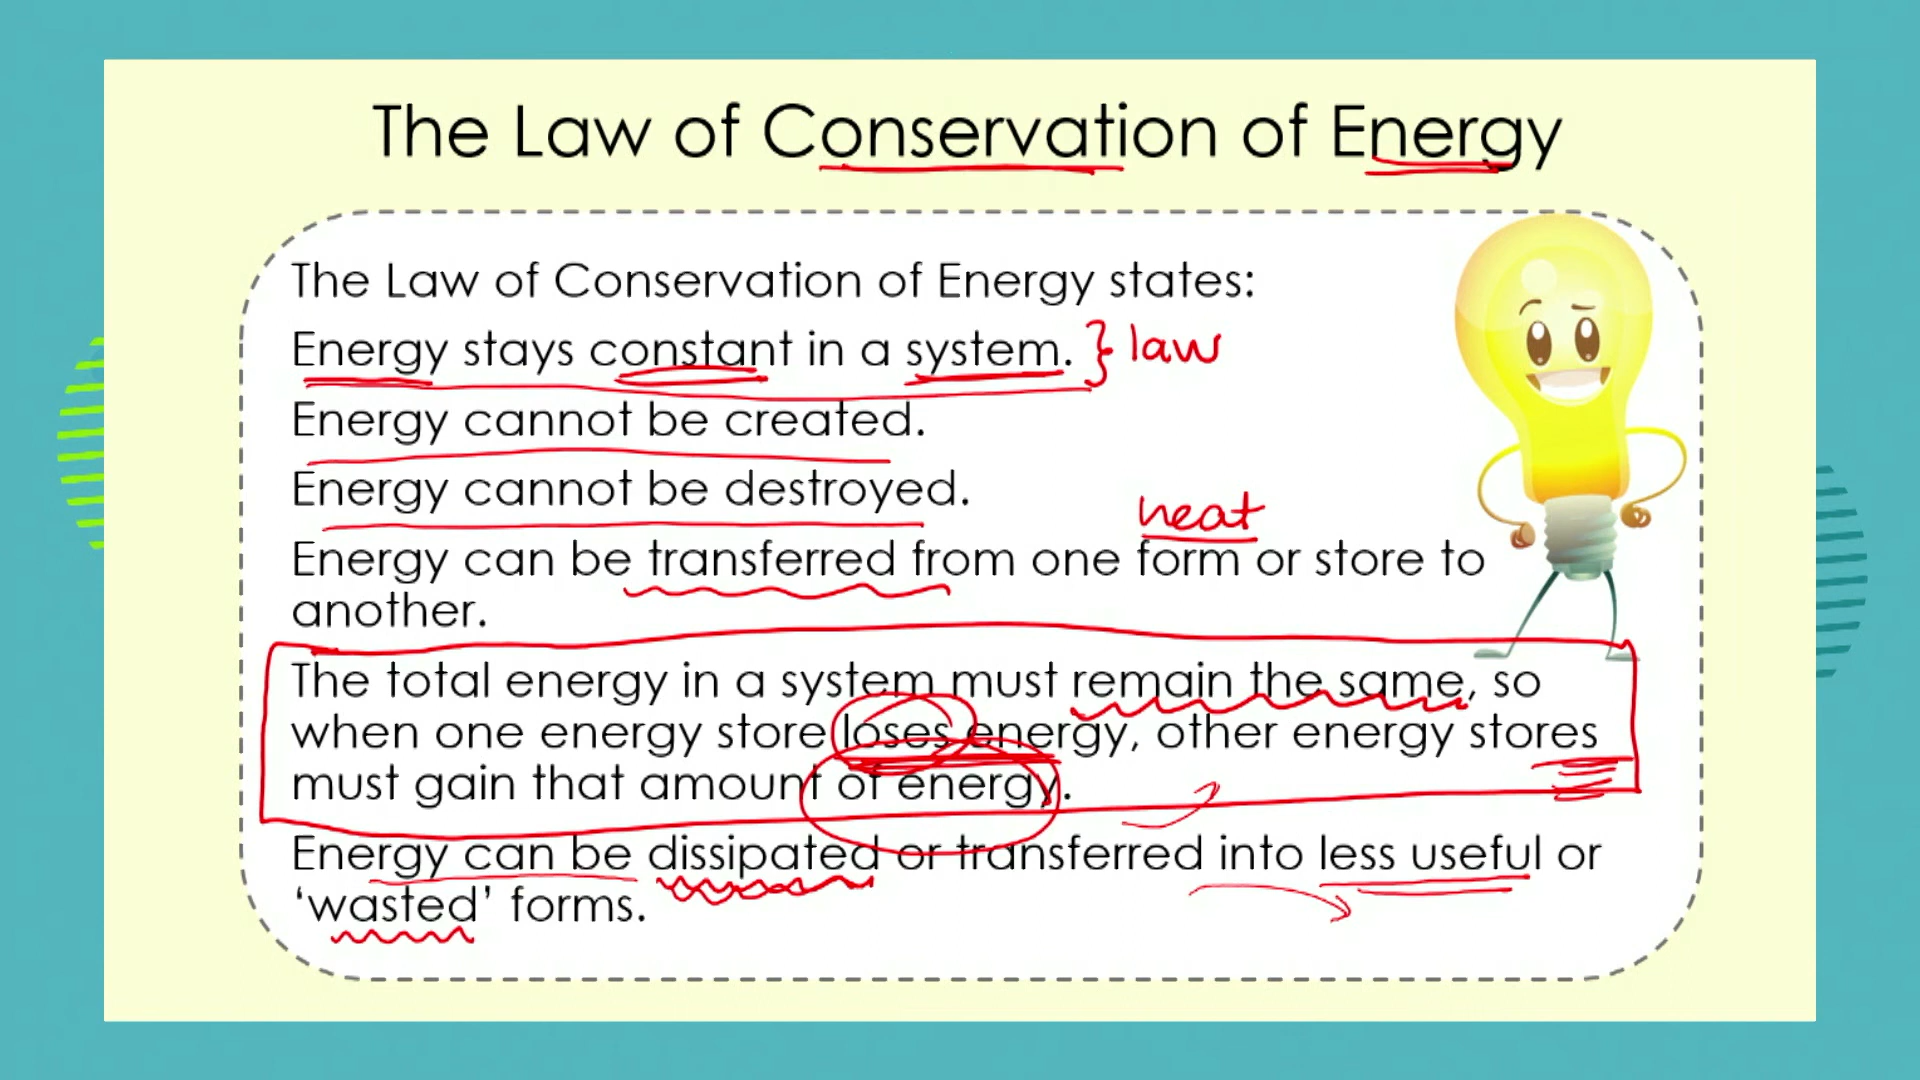 The Law of Conservation of Energy
The Law of Conservation of Energy states:
Energy stays constant in a system. } law
Energy cannot be created.
Energy cannot be destroyed.
heat
Energy can be transferred from one form or store to
another.
The total energy in a system must remain the same, so
when one energy store loses energy, other energy stores
must gain that amount of energy.
Energy can be dissipated or transferred into less useful or
‘wasted’ forms.